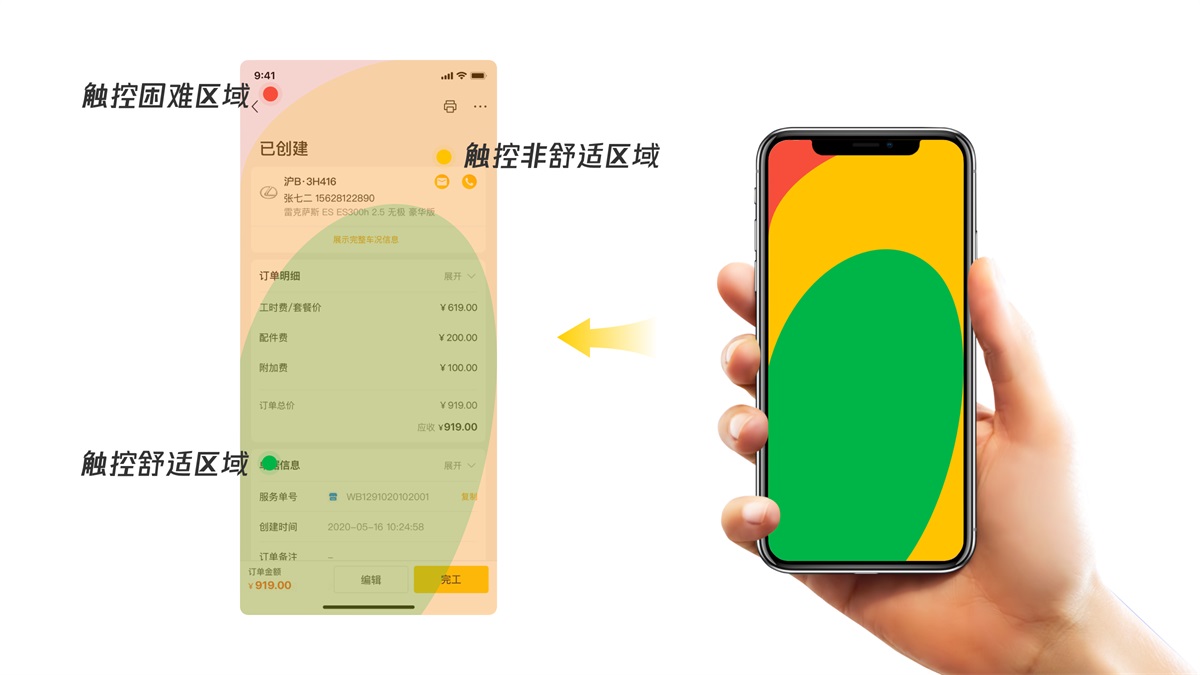 9:41
触控困难区域
已创建
触控非舒适区域
沪B·3H416
张七二 15628122890
雷克萨斯 ES ES300h 2.5 无极 豪华版
展示完整车况信息
订单明细 展开
工时费/套餐价 ¥619.00
配件费 ¥200.00
附加费 ¥100.00
订单总价 ¥919.00
应收 ¥919.00
触控舒适区域
信息 展开
服务单号 WB1291020102001 复制
创建时间 2020-05-16 10:24:58
订单备注 --
订单金额
¥919.00
编辑 完工